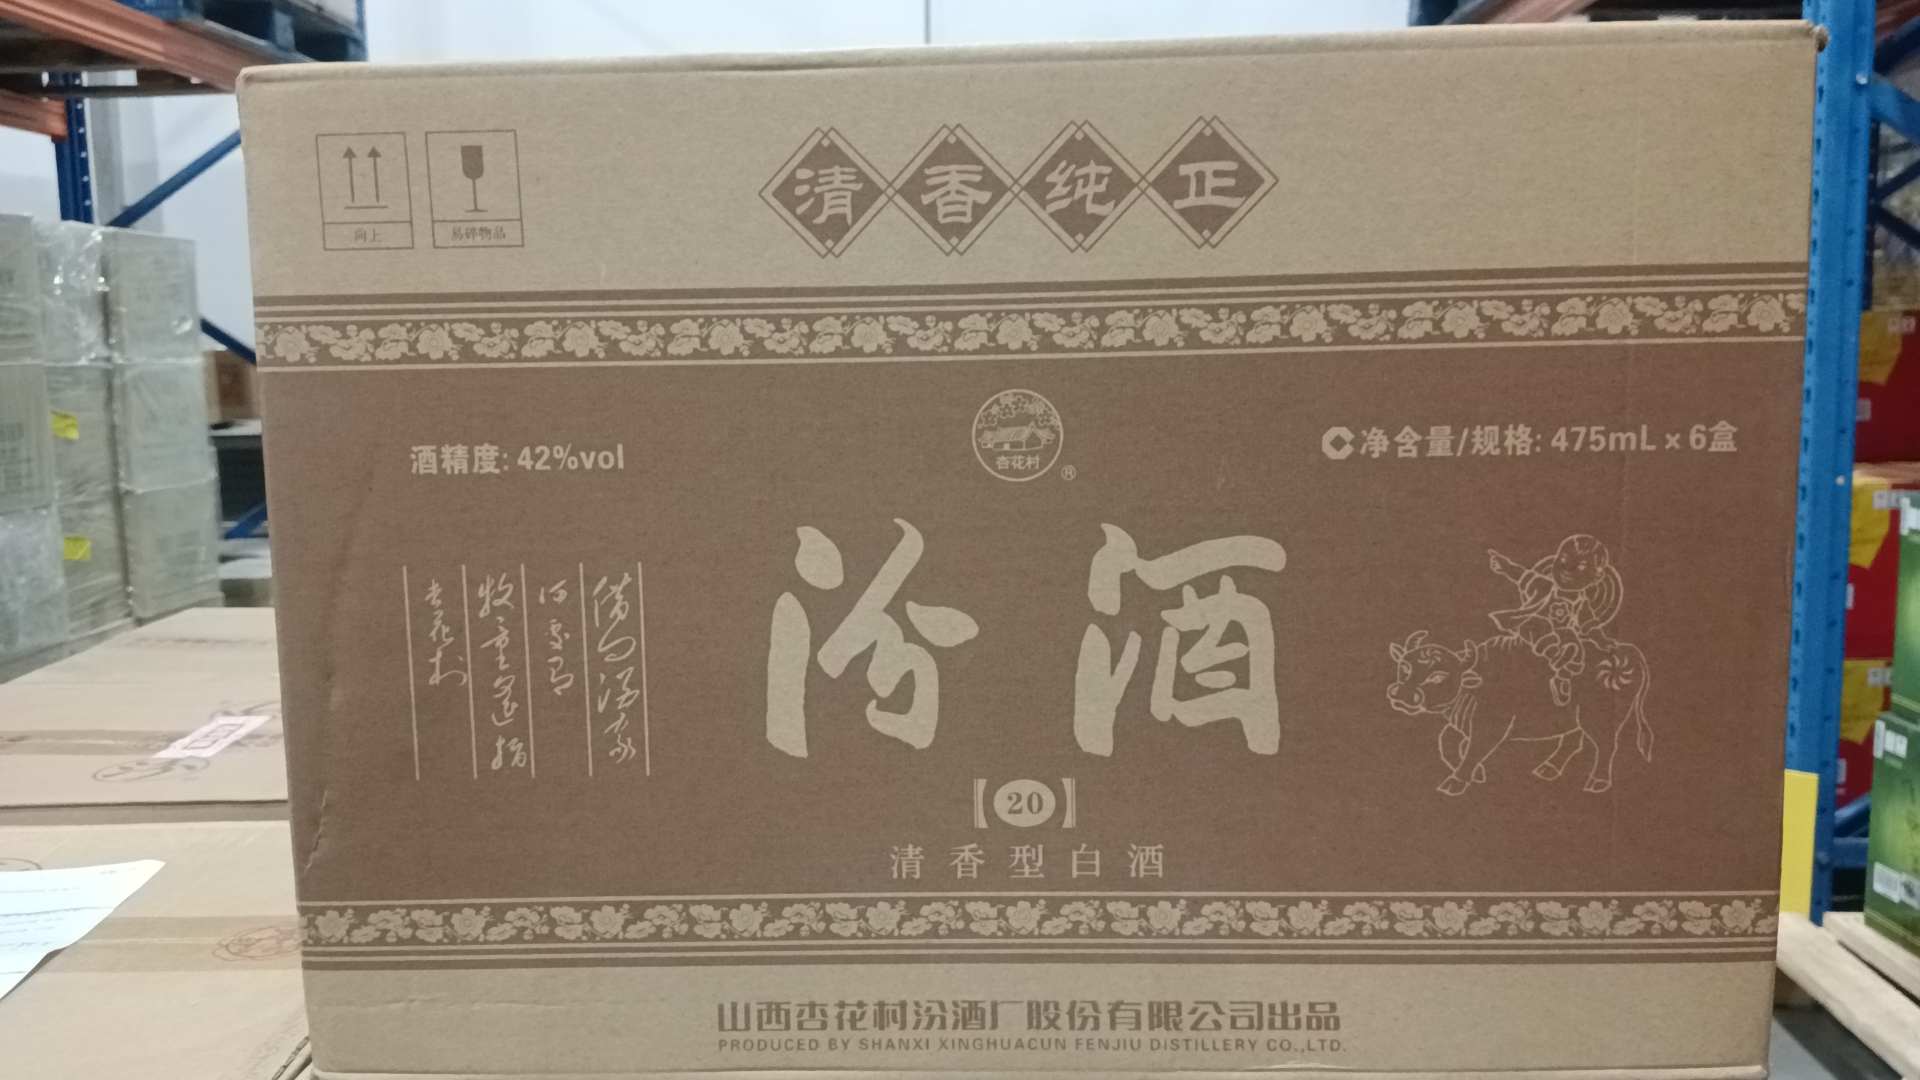 清香纯正
向上
易碎物品
酒精度: 42%vol
杏花村
®
净含量/规格: 475mL x 6盒
借问酒家
何处有
牧童遥指
杏花村
汾酒
【20】
清香型白酒
山西杏花村汾酒厂股份有限公司出品
PRODUCED BY SHANXI XINGHUACUN FENJIU DISTILLERY CO.,LTD.